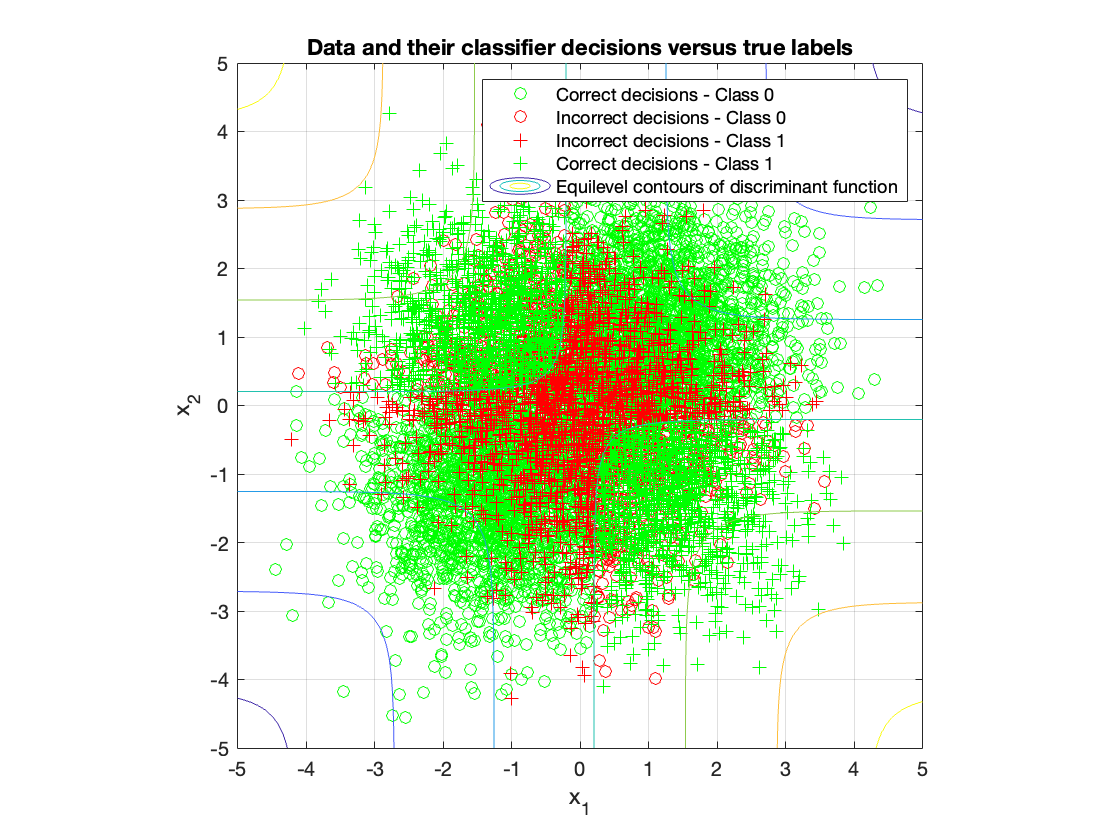 Data and their classifier decisions versus true labels
Correct decisions - Class 0
Incorrect decisions - Class 0
Incorrect decisions - Class 1
Correct decisions - Class 1
Equilevel contours of discriminant function
5
4
3
2
1
0
-1
-2
-3
-4
-5
x_2
-5 -4 -3 -2 -1 0 1 2 3 4 5
x_1